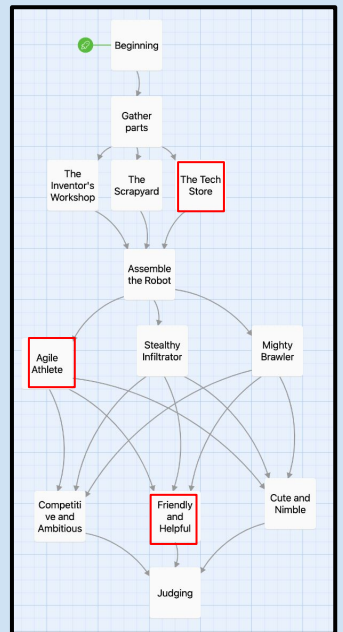 Beginning
Gather
parts
The
Inventor's
Workshop
The
Scrapyard
The Tech
Store
Assemble
the Robot
Agile
Athlete
Stealthy
Infiltrator
Mighty
Brawler
Competiti
ve and
Ambitious
Friendly
and
Helpful
Cute and
Nimble
Judging